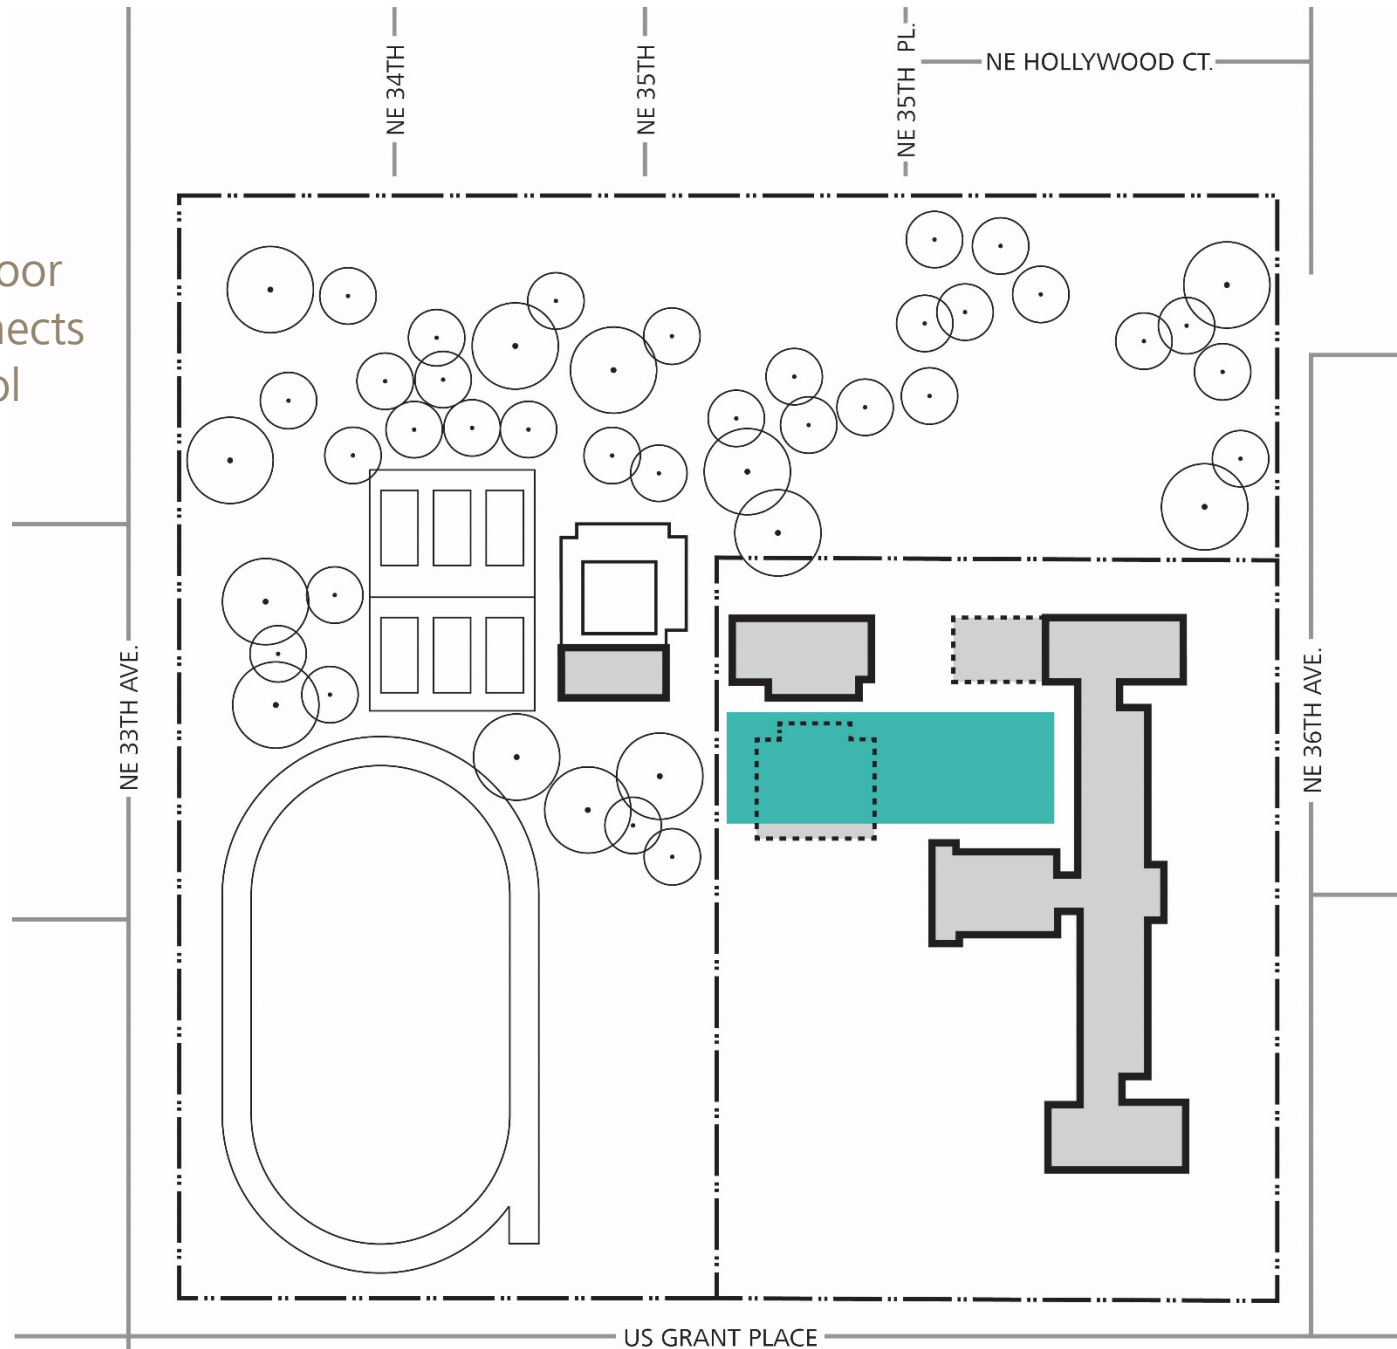 NE 34TH
NE 35TH
NE 35TH PL.
NE HOLLYWOOD CT.
NE 33TH AVE.
NE 36TH AVE.
US GRANT PLACE